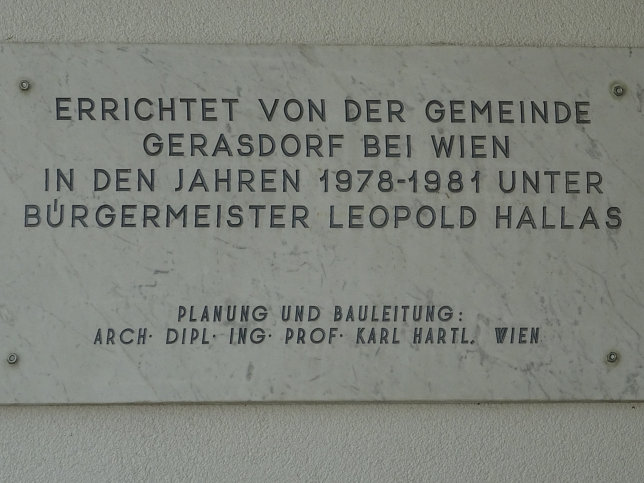 ERRICHTET VON DER GEMEINDE
GERASDORF BEI WIEN
IN DEN JAHREN 1978-1981 UNTER
BÜRGERMEISTER LEOPOLD HALLAS
PLANUNG UND BAULEITUNG:
ARCH· DIPL· ING· PROF· KARL HARTL. WIEN